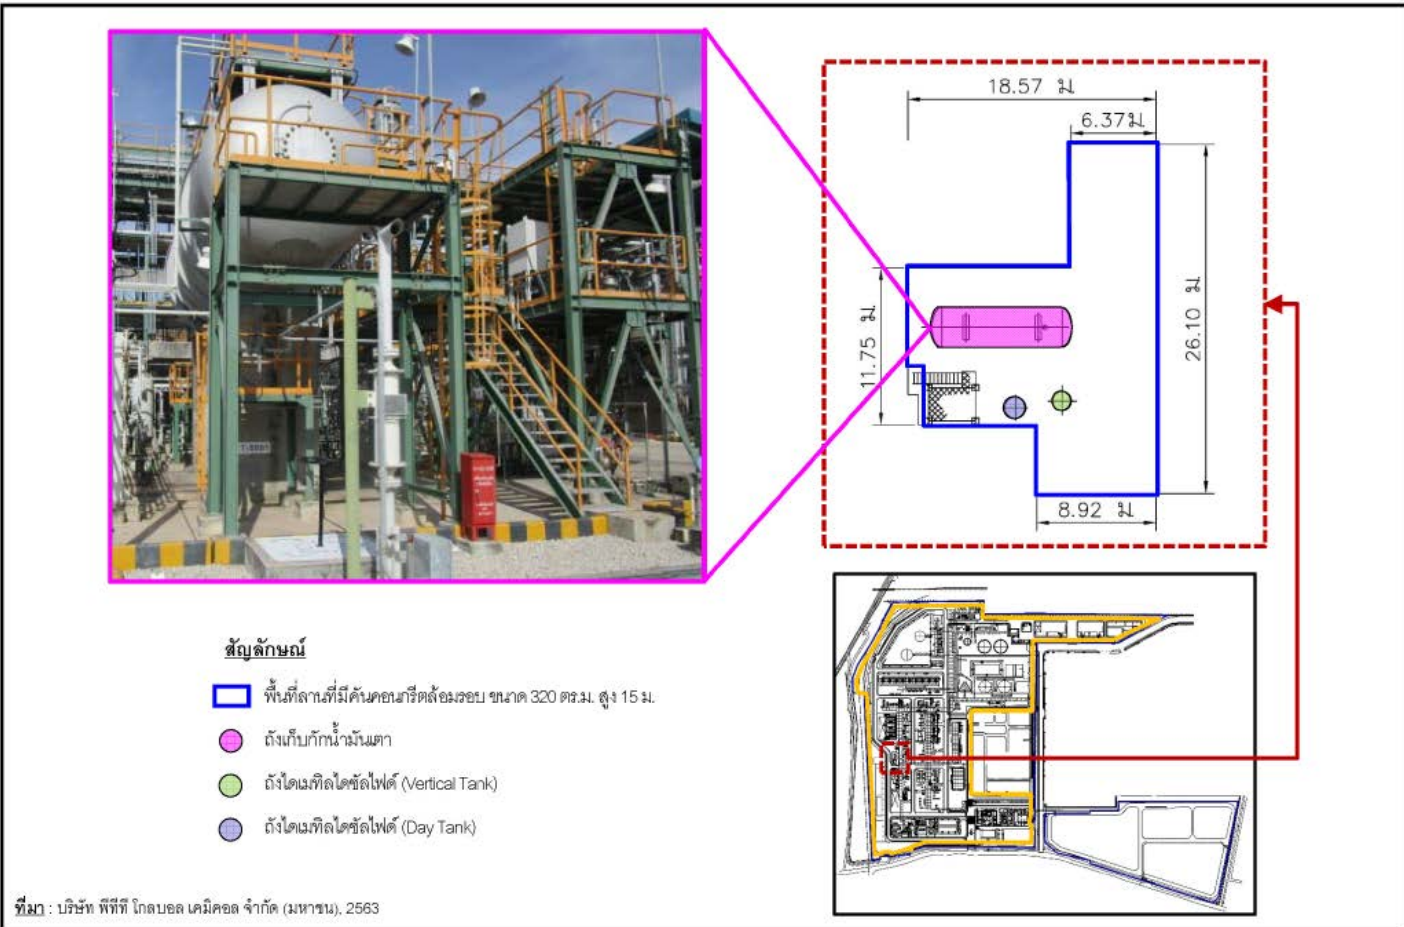 18.57 ม
6.37ม
11.75 ม
26.10 ม
8.92 ม
สัญลักษณ์
พื้นที่ลานที่มีคันคอนกรีตล้อมรอบ ขนาด 320 ตร.ม. สูง 15 ม.
ถังเก็บกักน้ำมันเตา
ถังไดเมทิลไดซัลไฟด์ (Vertical Tank)
ถังไดเมทิลไดซัลไฟด์ (Day Tank)
ที่มา : บริษัท พีทีที โกลบอล เคมิคอล จำกัด (มหาชน), 2563